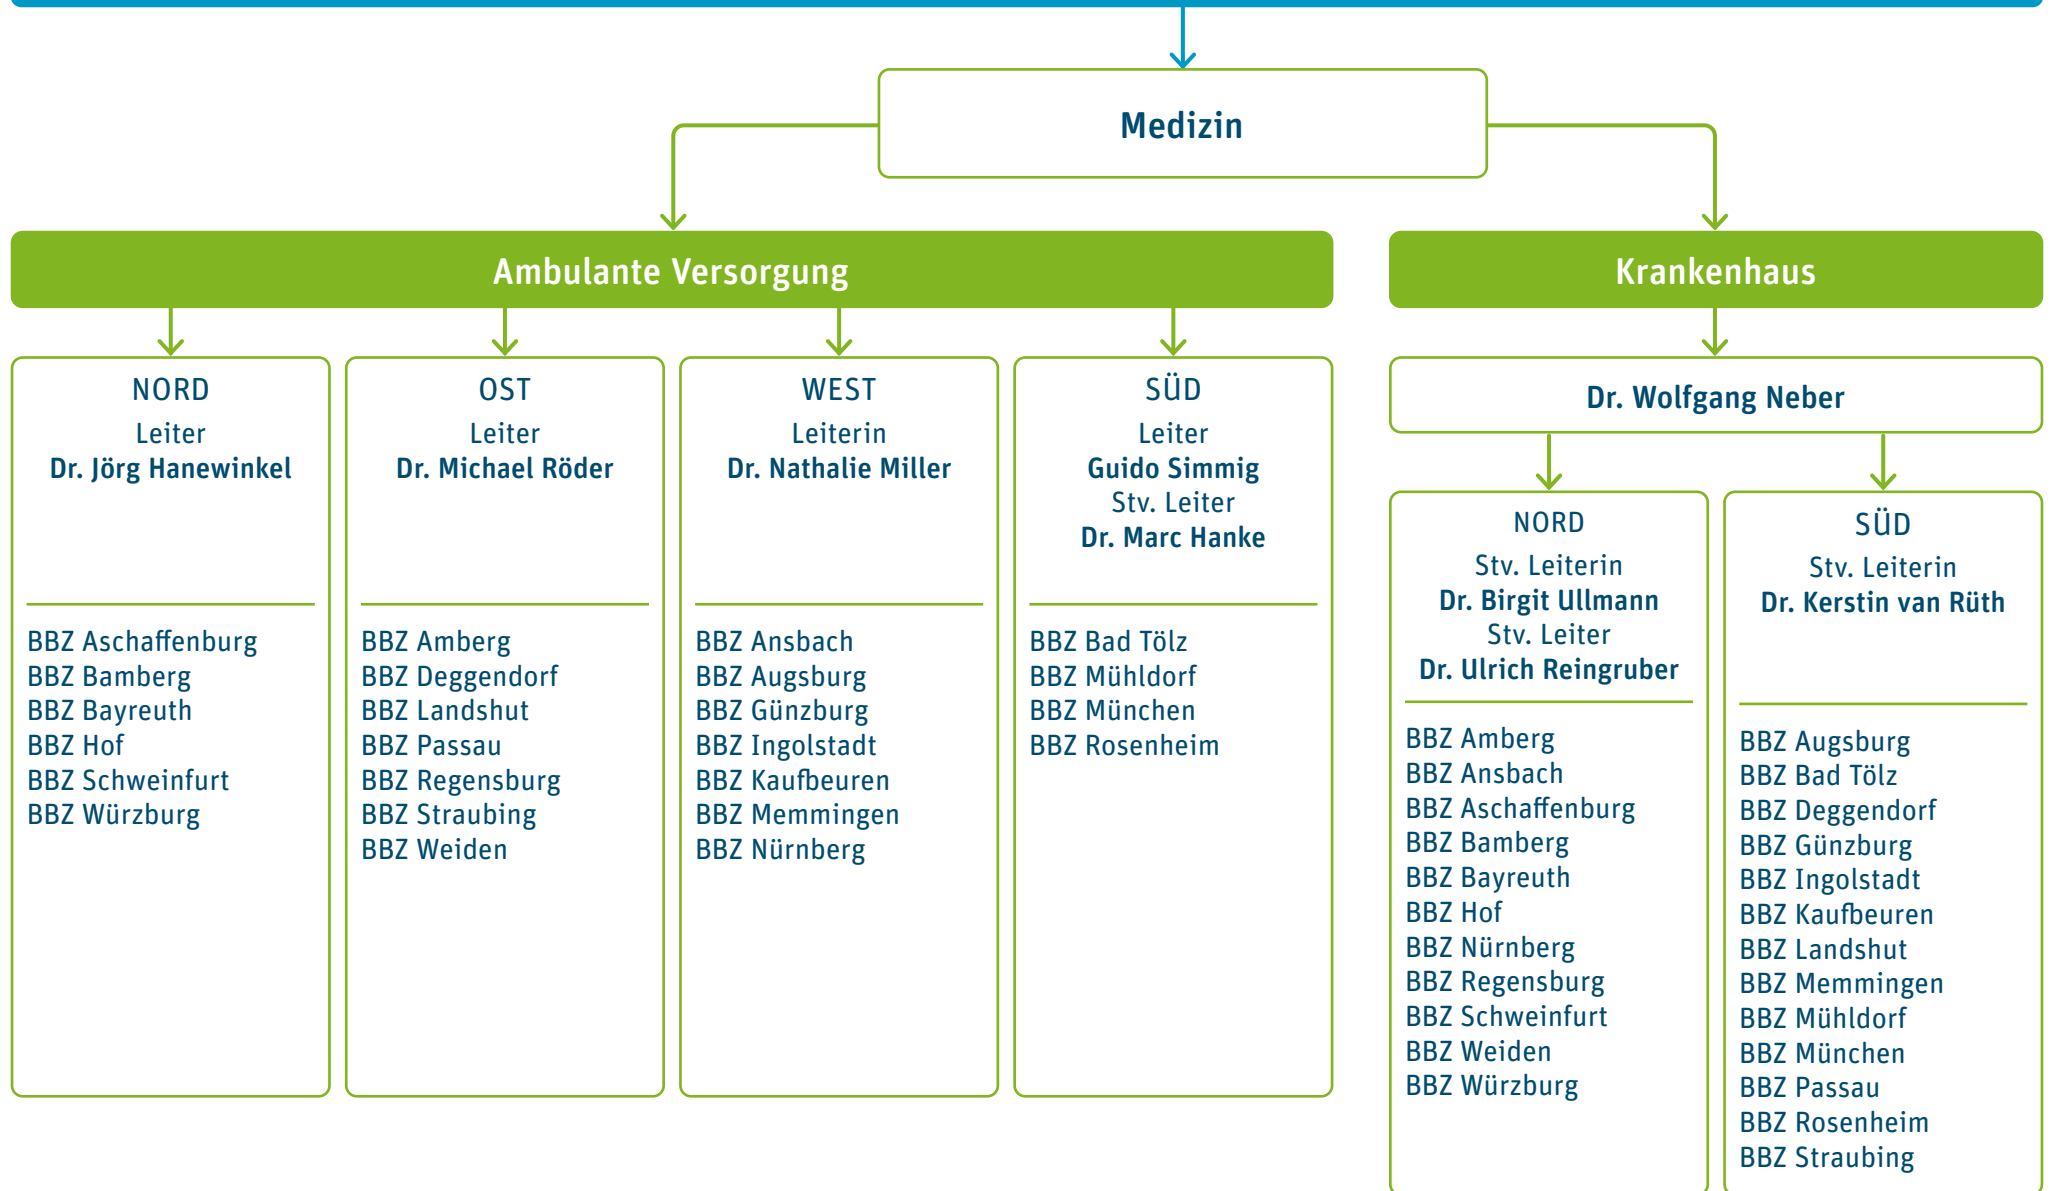 Medizin
Ambulante Versorgung
NORD
Leiter
Dr. Jörg Hanewinkel
BBZ Aschaffenburg
BBZ Bamberg
BBZ Bayreuth
BBZ Hof
BBZ Schweinfurt
BBZ Würzburg
OST
Leiter
Dr. Michael Röder
BBZ Amberg
BBZ Deggendorf
BBZ Landshut
BBZ Passau
BBZ Regensburg
BBZ Straubing
BBZ Weiden
WEST
Leiterin
Dr. Nathalie Miller
BBZ Ansbach
BBZ Augsburg
BBZ Günzburg
BBZ Ingolstadt
BBZ Kaufbeuren
BBZ Memmingen
BBZ Nürnberg
SÜD
Leiter
Guido Simmig
Stv. Leiter
Dr. Marc Hanke
BBZ Bad Tölz
BBZ Mühldorf
BBZ München
BBZ Rosenheim
Krankenhaus
Dr. Wolfgang Neber
NORD
Stv. Leiterin
Dr. Birgit Ullmann
Stv. Leiter
Dr. Ulrich Reingruber
BBZ Amberg
BBZ Ansbach
BBZ Aschaffenburg
BBZ Bamberg
BBZ Bayreuth
BBZ Hof
BBZ Nürnberg
BBZ Regensburg
BBZ Schweinfurt
BBZ Weiden
BBZ Würzburg
SÜD
Stv. Leiterin
Dr. Kerstin van Rüth
BBZ Augsburg
BBZ Bad Tölz
BBZ Deggendorf
BBZ Günzburg
BBZ Ingolstadt
BBZ Kaufbeuren
BBZ Landshut
BBZ Memmingen
BBZ Mühldorf
BBZ München
BBZ Passau
BBZ Rosenheim
BBZ Straubing